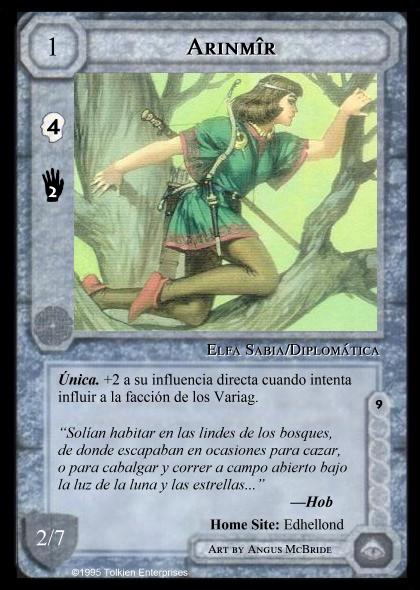 1
ARINMÎR
4
2
ELFA SABIA/DIPLOMÁTICA
Única. +2 a su influencia directa cuando intenta
influir a la facción de los Variag.
9
“Solían habitar en las lindes de los bosques,
de donde escapaban en ocasiones para cazar,
o para cabalgar y correr a campo abierto bajo
la luz de la luna y las estrellas...”
—Hob
Home Site: Edhellond
2/7
ART BY ANGUS MCBRIDE
©1995 Tolkien Enterprises